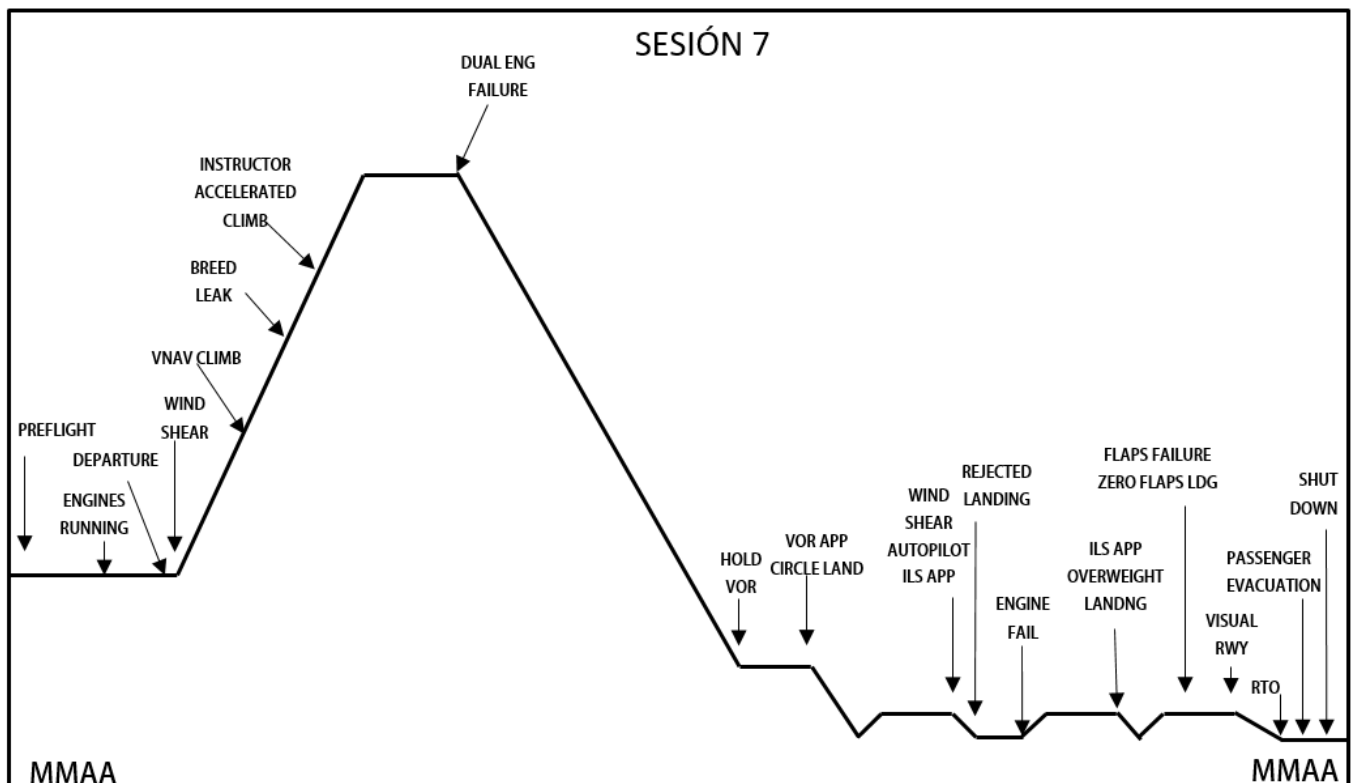 SESIÓN 7
DUAL ENG
FAILURE
INSTRUCTOR
ACCELERATED
CLIMB
BREED
LEAK
VNAV CLIMB
WIND
SHEAR
PREFLIGHT
DEPARTURE
ENGINES
RUNNING
HOLD
VOR
VOR APP
CIRCLE LAND
WIND
SHEAR
AUTOPILOT
ILS APP
REJECTED
LANDING
ENGINE
FAIL
ILS APP
OVERWEIGHT
LANDNG
FLAPS FAILURE
ZERO FLAPS LDG
VISUAL
RWY
RTO
PASSENGER
EVACUATION
SHUT
DOWN
MMAA
MMAA